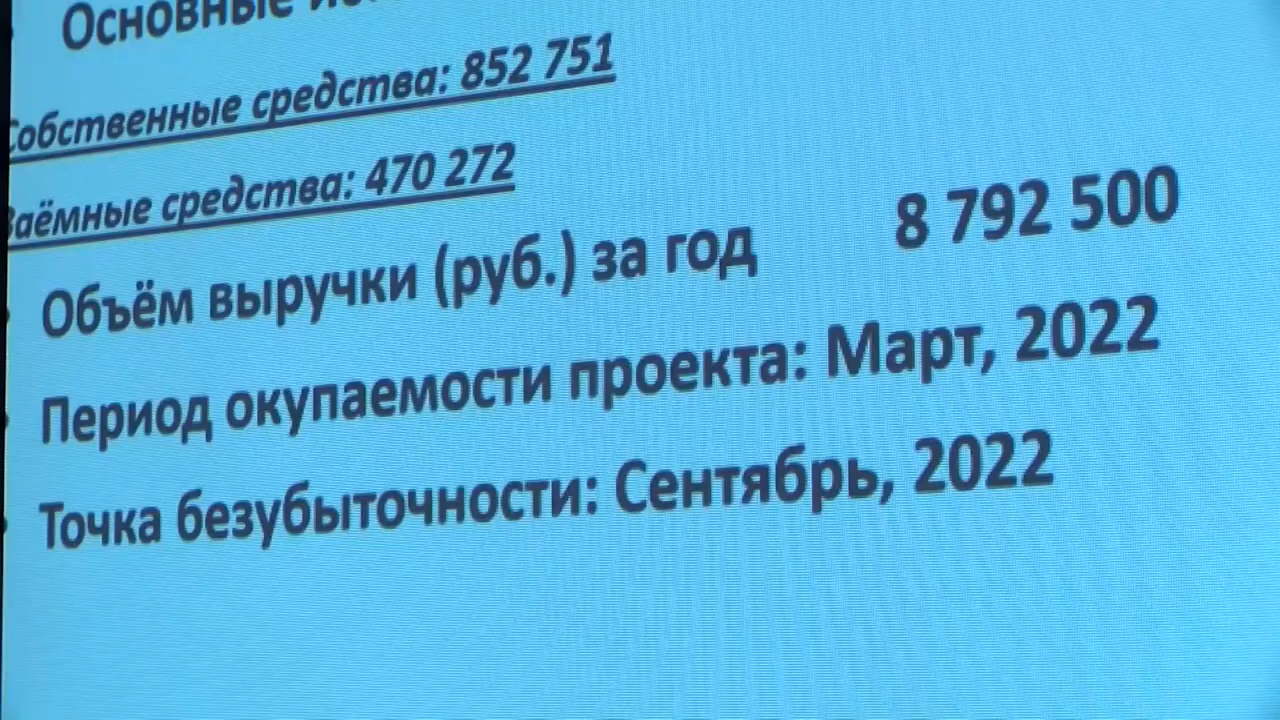 Основные
Собственные средства: 852 751
Заёмные средства: 470 272
Объём выручки (руб.) за год 8 792 500
Период окупаемости проекта: Март, 2022
Точка безубыточности: Сентябрь, 2022